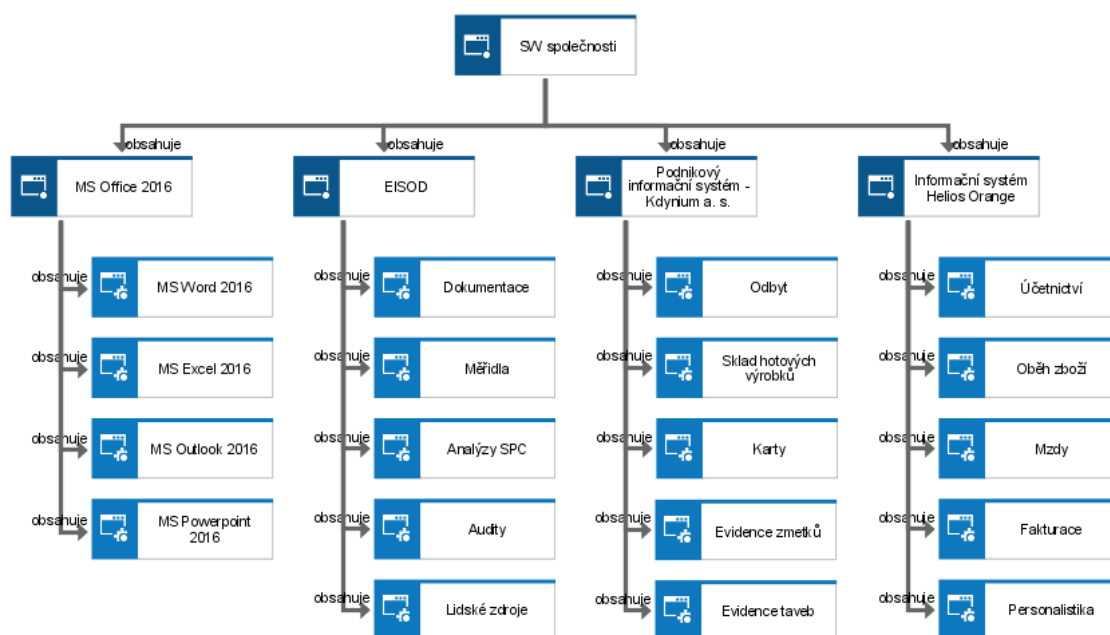 SW společnosti
obsahuje
obsahuje
obsahuje
obsahuje
MS Office 2016
EISOD
Podnikový
informační systém -
Kdynium a. s.
Informační systém
Helios Orange
obsahuje
MS Word 2016
obsahuje
Dokumentace
obsahuje
Odbyt
obsahuje
Účetnictví
obsahuje
MS Excel 2016
obsahuje
Měřidla
obsahuje
Sklad hotových
výrobků
obsahuje
Oběh zboží
obsahuje
MS Outlook 2016
obsahuje
Analýzy SPC
obsahuje
Karty
obsahuje
Mzdy
obsahuje
MS Powerpoint
2016
obsahuje
Audity
obsahuje
Evidence zmetků
obsahuje
Fakturace
obsahuje
Lidské zdroje
obsahuje
Evidence taveb
obsahuje
Personalistika